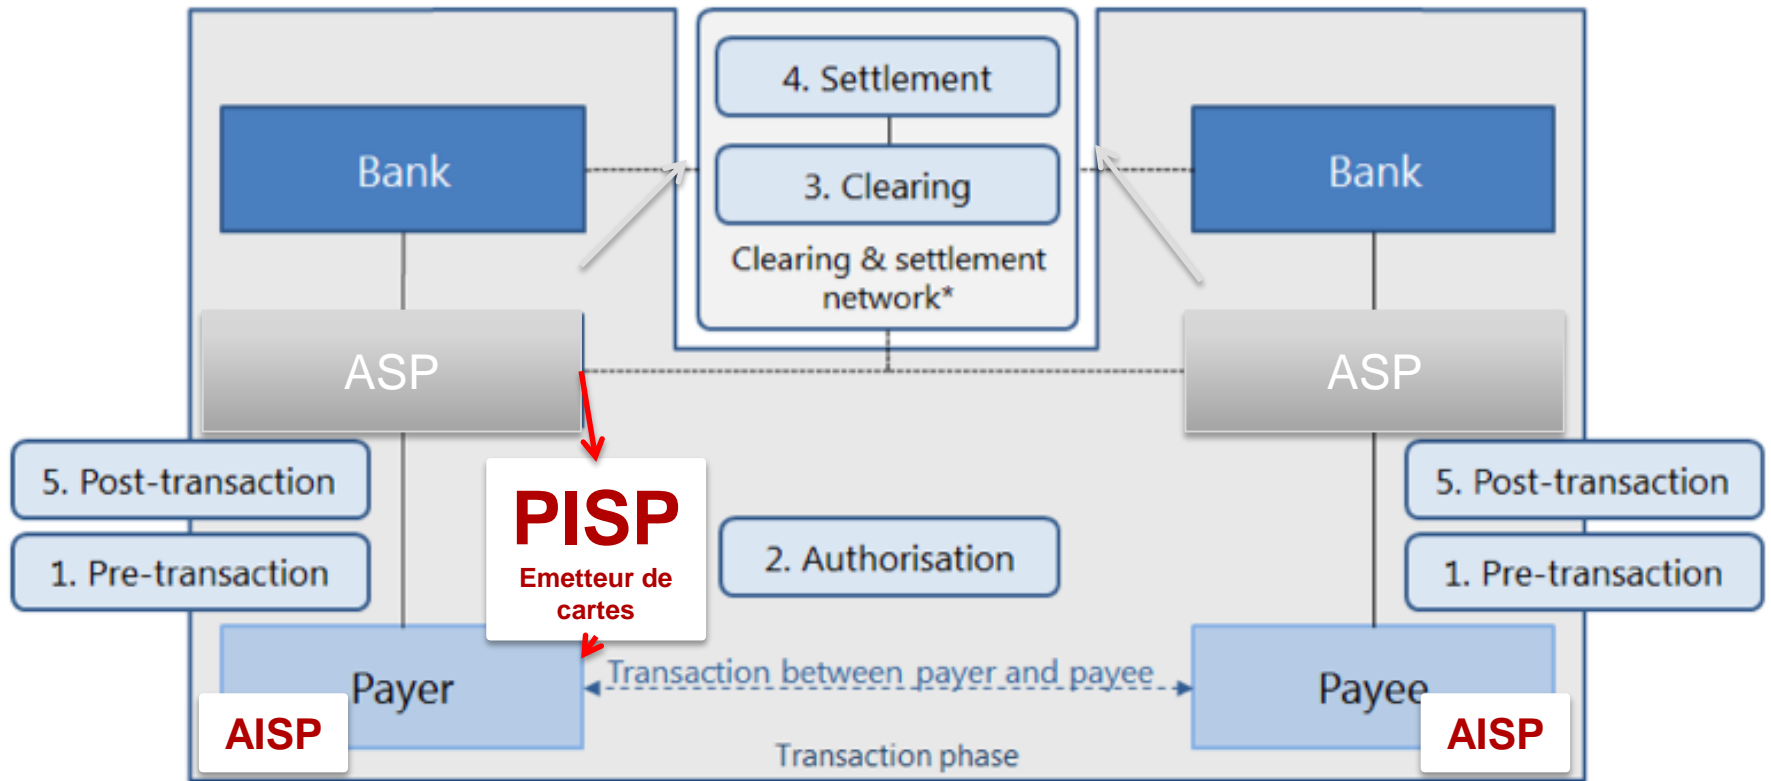 4. Settlement
Bank
3. Clearing
Bank
Clearing & settlement
network*
ASP
ASP
5. Post-transaction
1. Pre-transaction
PISP
Emetteur de
cartes
2. Authorisation
5. Post-transaction
1. Pre-transaction
Payer
Transaction between payer and payee
Payee
AISP
AISP
Transaction phase